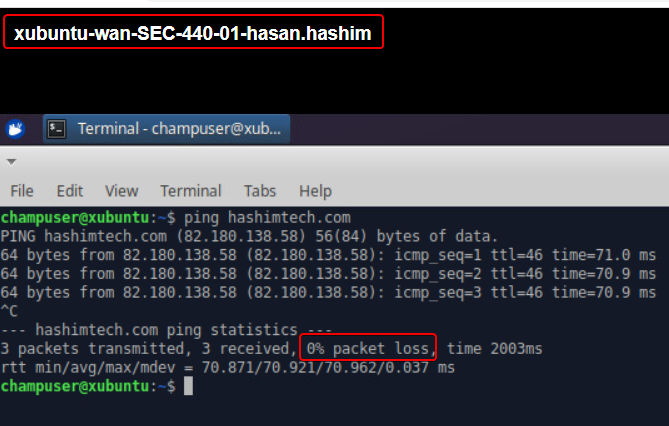 xubuntu-wan-SEC-440-01-hasan.hashim
Terminal - champuser@xub...
File Edit View Terminal Tabs Help
champuser@xubuntu:~$ ping hashimtech.com
PING hashimtech.com (82.180.138.58) 56(84) bytes of data.
64 bytes from 82.180.138.58 (82.180.138.58): icmp_seq=1 ttl=46 time=71.0 ms
64 bytes from 82.180.138.58 (82.180.138.58): icmp_seq=2 ttl=46 time=70.9 ms
64 bytes from 82.180.138.58 (82.180.138.58): icmp_seq=3 ttl=46 time=70.9 ms
^C
--- hashimtech.com ping statistics ---
3 packets transmitted, 3 received, 0% packet loss, time 2003ms
rtt min/avg/max/mdev = 70.871/70.921/70.962/0.037 ms
champuser@xubuntu:~$